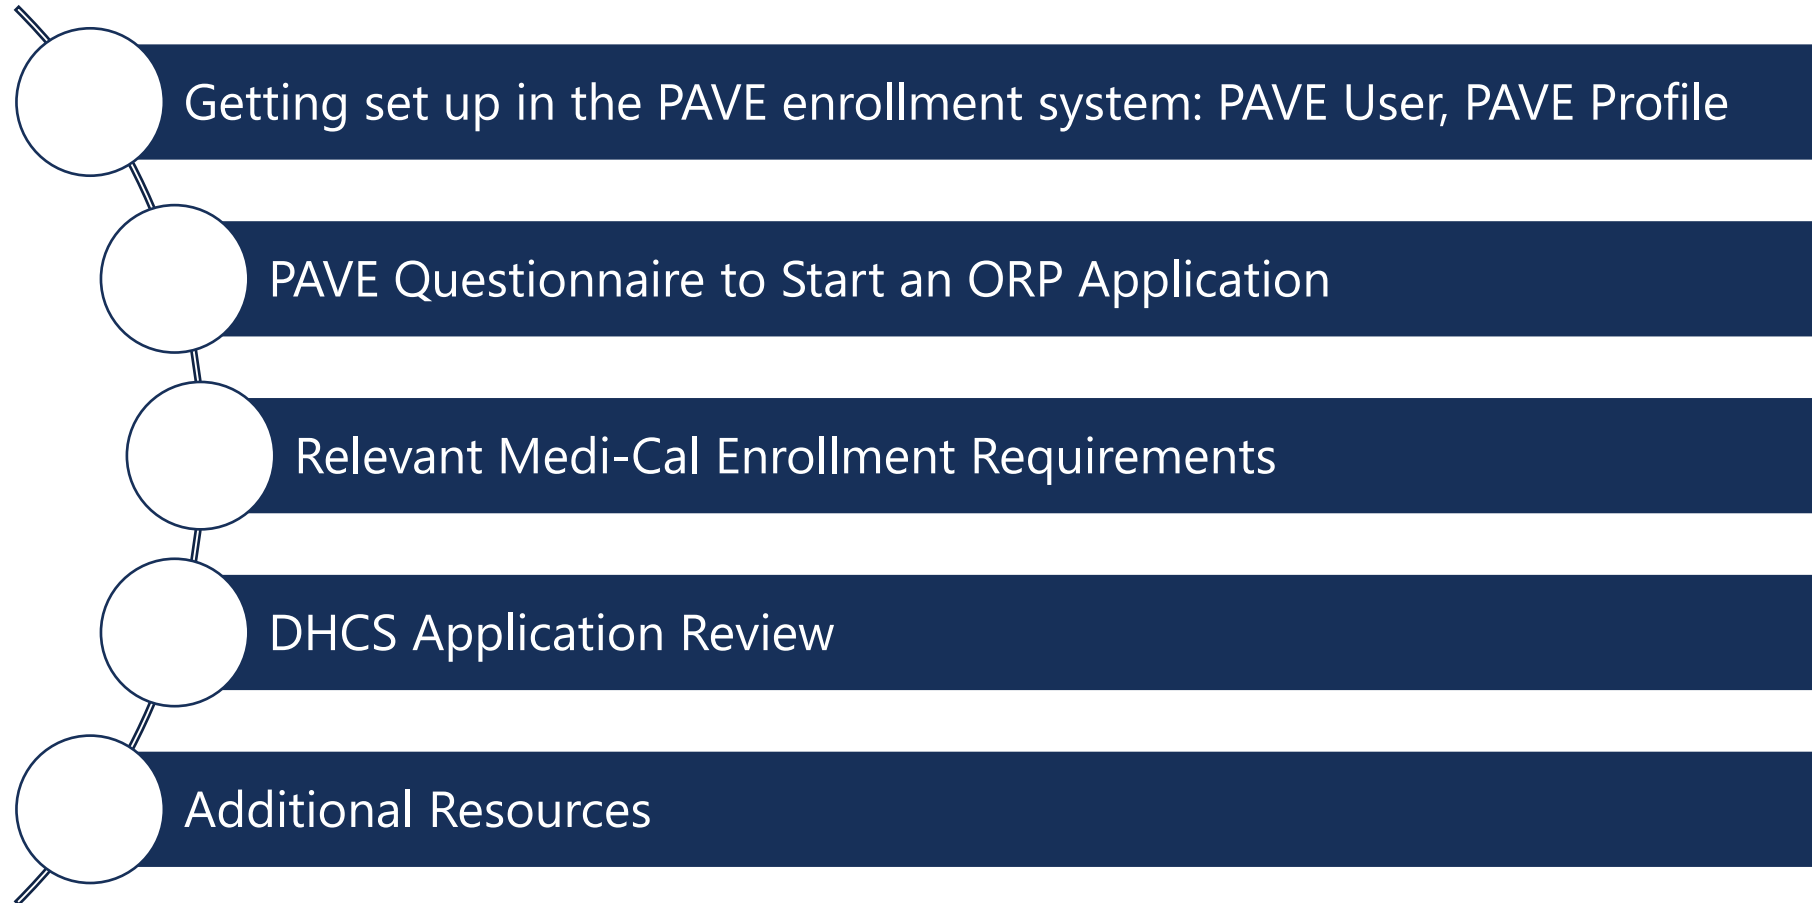 Getting set up in the PAVE enrollment system: PAVE User, PAVE Profile
PAVE Questionnaire to Start an ORP Application
Relevant Medi-Cal Enrollment Requirements
DHCS Application Review
Additional Resources